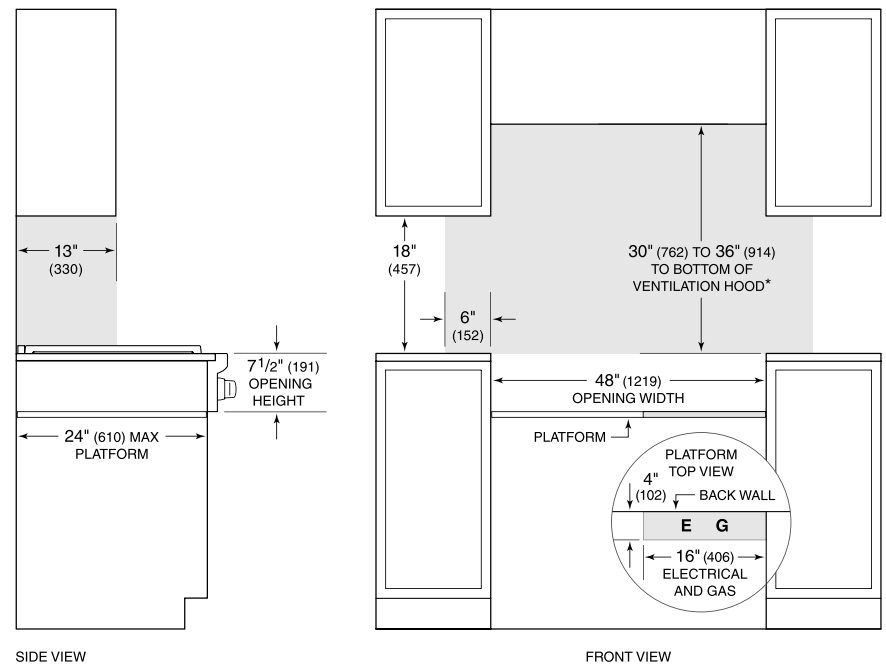 13"
(330)
7 1/2" (191)
OPENING
HEIGHT
24" (610) MAX
PLATFORM
SIDE VIEW
18"
(457)
30" (762) TO 36" (914)
TO BOTTOM OF
VENTILATION HOOD*
6"
(152)
48" (1219)
OPENING WIDTH
PLATFORM
PLATFORM
TOP VIEW
4"
(102)
BACK WALL
E G
16" (406)
ELECTRICAL
AND GAS
FRONT VIEW